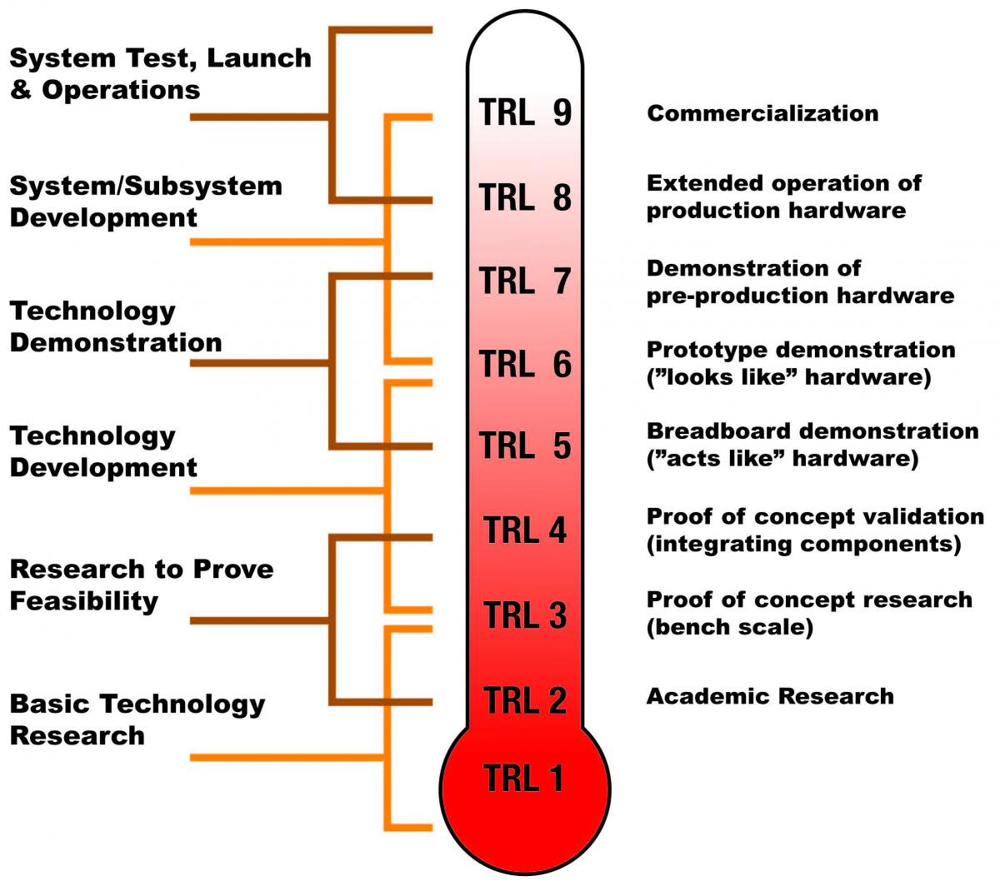 System Test, Launch
& Operations
System/Subsystem
Development
Technology
Demonstration
Technology
Development
Research to Prove
Feasibility
Basic Technology
Research
TRL 9
TRL 8
TRL 7
TRL 6
TRL 5
TRL 4
TRL 3
TRL 2
TRL 1
Commercialization
Extended operation of
production hardware
Demonstration of
pre-production hardware
Prototype demonstration
(”looks like” hardware)
Breadboard demonstration
(”acts like” hardware)
Proof of concept validation
(integrating components)
Proof of concept research
(bench scale)
Academic Research